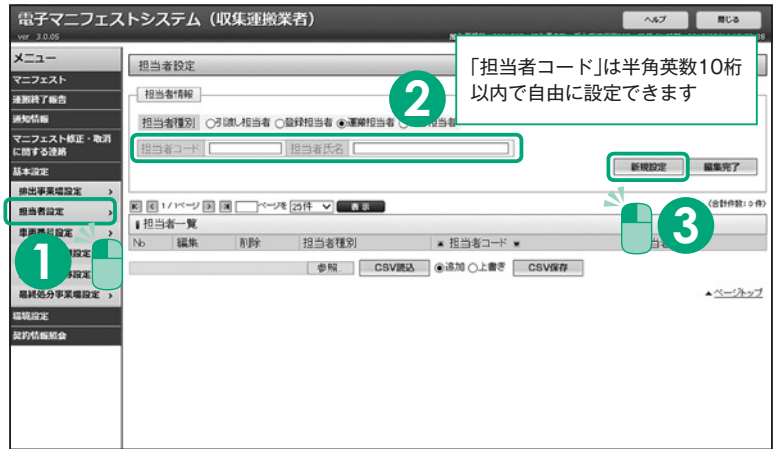 電子マニフェストシステム（収集運搬業者）
ver 3.0.05
ヘルプ
閉じる
メニュー
マニフェスト
運搬終了報告
通知情報
マニフェスト修正・取消
に関する連絡
基本設定
排出事業場設定 ›
担当者設定 ›
車両番号設定 ›
最終処分事業場設定 ›
環境設定
契約情報照会
担当者設定
担当者情報
担当者種別 ○引渡し担当者 ○登録担当者 ◉運搬担当者
担当者コード
担当者氏名
「担当者コード」は半角英数10桁
以内で自由に設定できます
新規設定
編集完了
1 / 1ページ
ページを 25件 表示
(合計件数: 0 件)
担当者一覧
No 編集 削除 担当者種別 ▲ 担当者コード ▼
参照...
CSV読込
◉追加 ○上書き
CSV保存
▲ページトップ
1
2
3